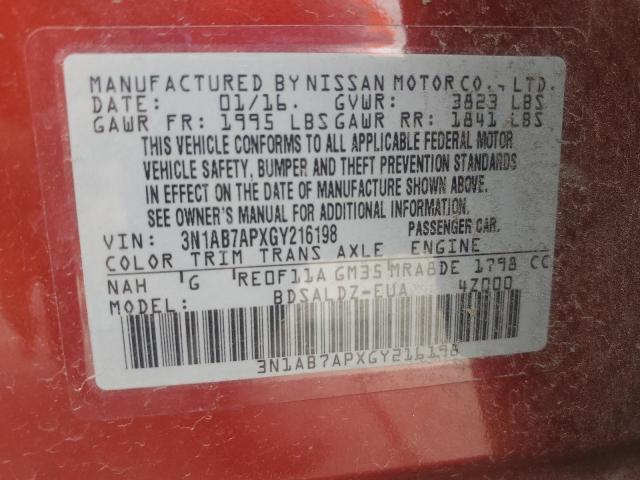 MANUFACTURED BY NISSAN MOTOR CO., LTD.
DATE: 01/16. GVWR: 3823 LBS
GAWR FR: 1995 LBS GAWR RR: 1841 LBS
THIS VEHICLE CONFORMS TO ALL APPLICABLE FEDERAL MOTOR
VEHICLE SAFETY, BUMPER AND THEFT PREVENTION STANDARDS
IN EFFECT ON THE DATE OF MANUFACTURE SHOWN ABOVE.
SEE OWNER'S MANUAL FOR ADDITIONAL INFORMATION.
VIN: 3N1AB7APXGY216198 PASSENGER CAR.
COLOR TRIM TRANS AXLE ENGINE
NAH G RE0F11A GM35 MRA8DE 1798 CC
MODEL: BDSALDZ-EUA 4Z000
3N1AB7APXGY216198